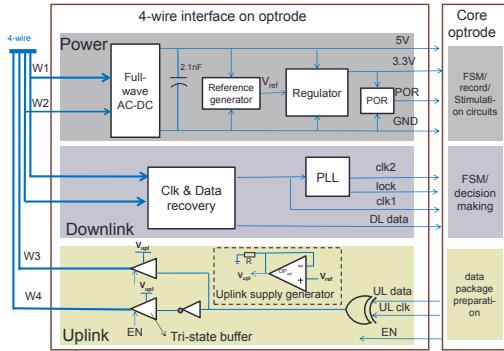 4-wire interface on optrode
Core
optrode
4-wire
Power
5V
W1
Full-
wave
AC-DC
2.1nF
Reference
generator
Vref
Regulator
3.3V
POR
POR
GND
W2
FSM/
record/
Stimulati
on circuits
Clk & Data
recovery
PLL
clk2
lock
clk1
DL data
Downlink
FSM/
decision
making
W3
Vupl
R
Vupl
OPref
Vref
Uplink supply generator
W4
Vupl
UL data
UL clk
EN
EN
Tri-state buffer
Uplink
data
package
preparati
on